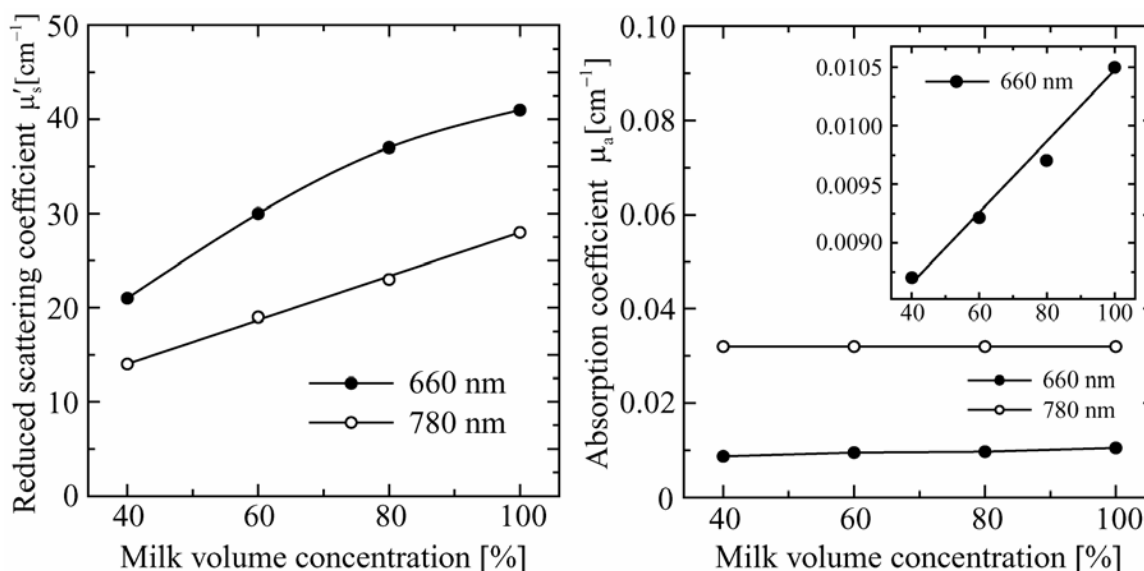 Reduced scattering coefficient μ′s[cm−1]
50
40
30
20
10
0
660 nm
780 nm
40 60 80 100
Milk volume concentration [%]
Absorption coefficient μa[cm−1]
0.10
0.08
0.06
0.04
0.02
0
660 nm
0.0105
0.0100
0.0095
0.0090
40 60 80 100
660 nm
780 nm
40 60 80 100
Milk volume concentration [%]